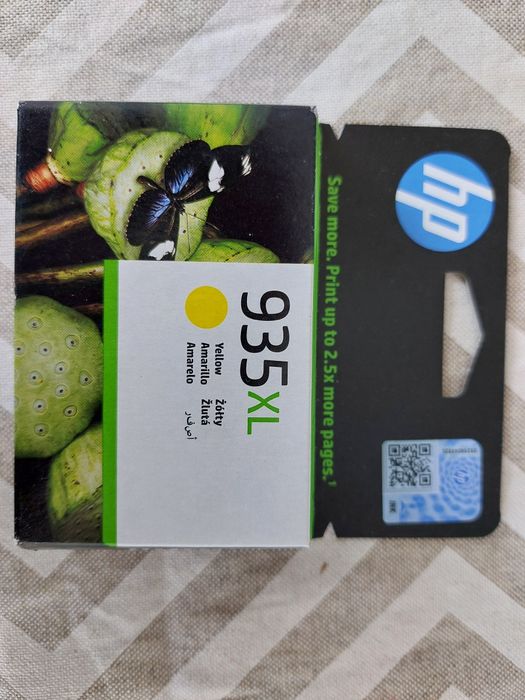 hp
Save more. Print up to 2.5x more pages.¹
935XL
Yellow Żółty
Amarillo Žlutá
Amarelo أصفر